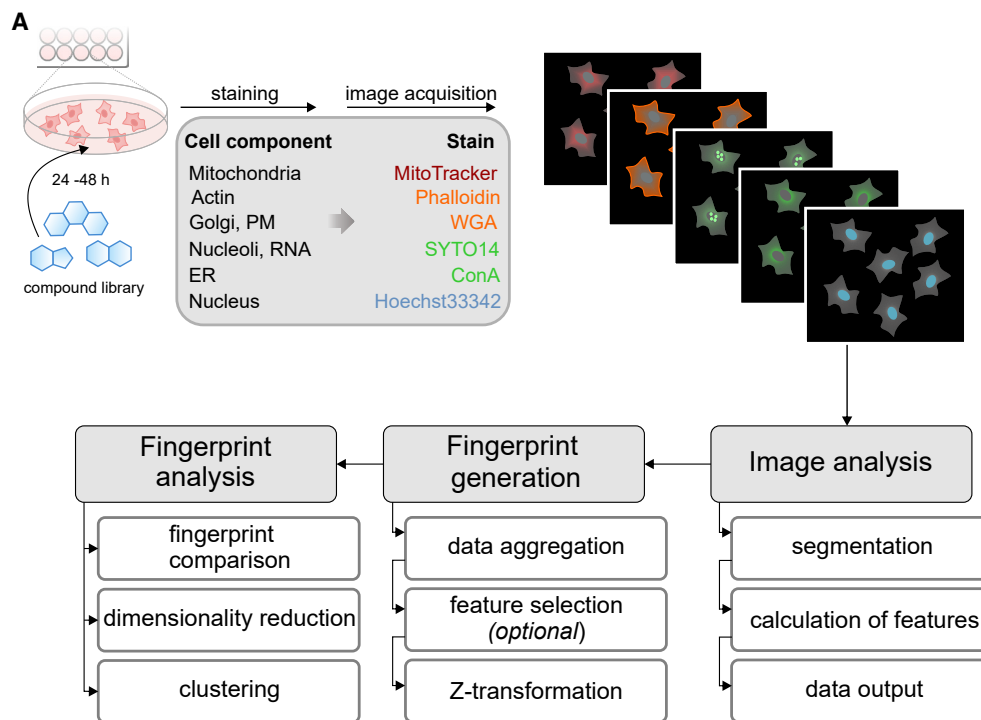 A
staining
image acquisition
24 -48 h
compound library
Cell component Stain
Mitochondria MitoTracker
Actin Phalloidin
Golgi, PM WGA
Nucleoli, RNA SYTO14
ER ConA
Nucleus Hoechst33342
Fingerprint
analysis
fingerprint
comparison
dimensionality reduction
clustering
Fingerprint
generation
data aggregation
feature selection
(optional)
Z-transformation
Image analysis
segmentation
calculation of features
data output